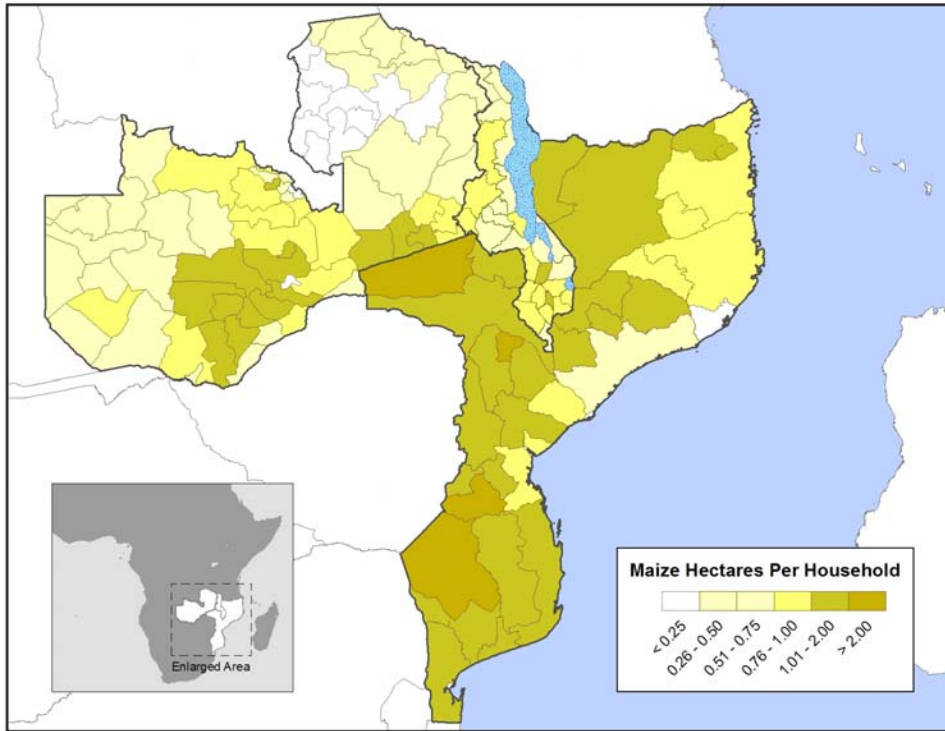 Enlarged Area
Maize Hectares Per Household
< 0.25
0.26 - 0.50
0.51 - 0.75
0.76 - 1.00
1.01 - 2.00
> 2.00